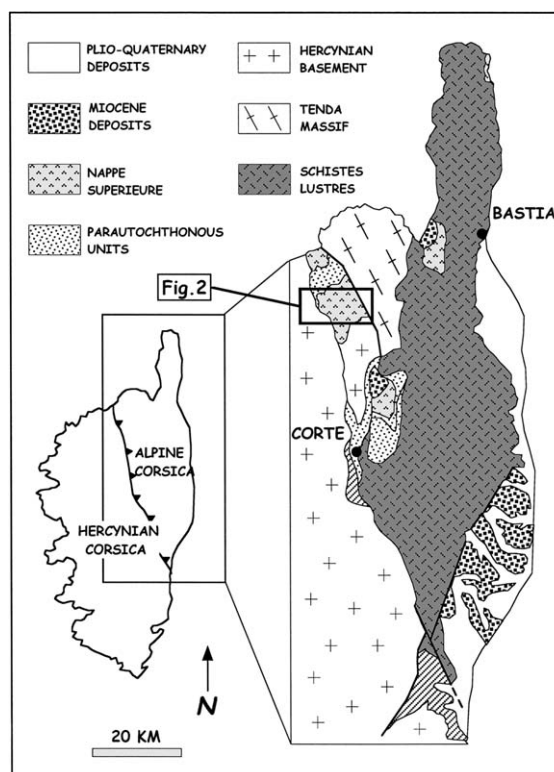 PLIO-QUATERNARY
DEPOSITS
HERCYNIAN
BASEMENT
MIOCENE
DEPOSITS
TENDA
MASSIF
NAPPE
SUPERIEURE
SCHISTES
LUSTRES
PARAUTOCHTHONOUS
UNITS
BASTIA
Fig.2
CORTE
ALPINE
CORSICA
HERCYNIAN
CORSICA
N
20 KM